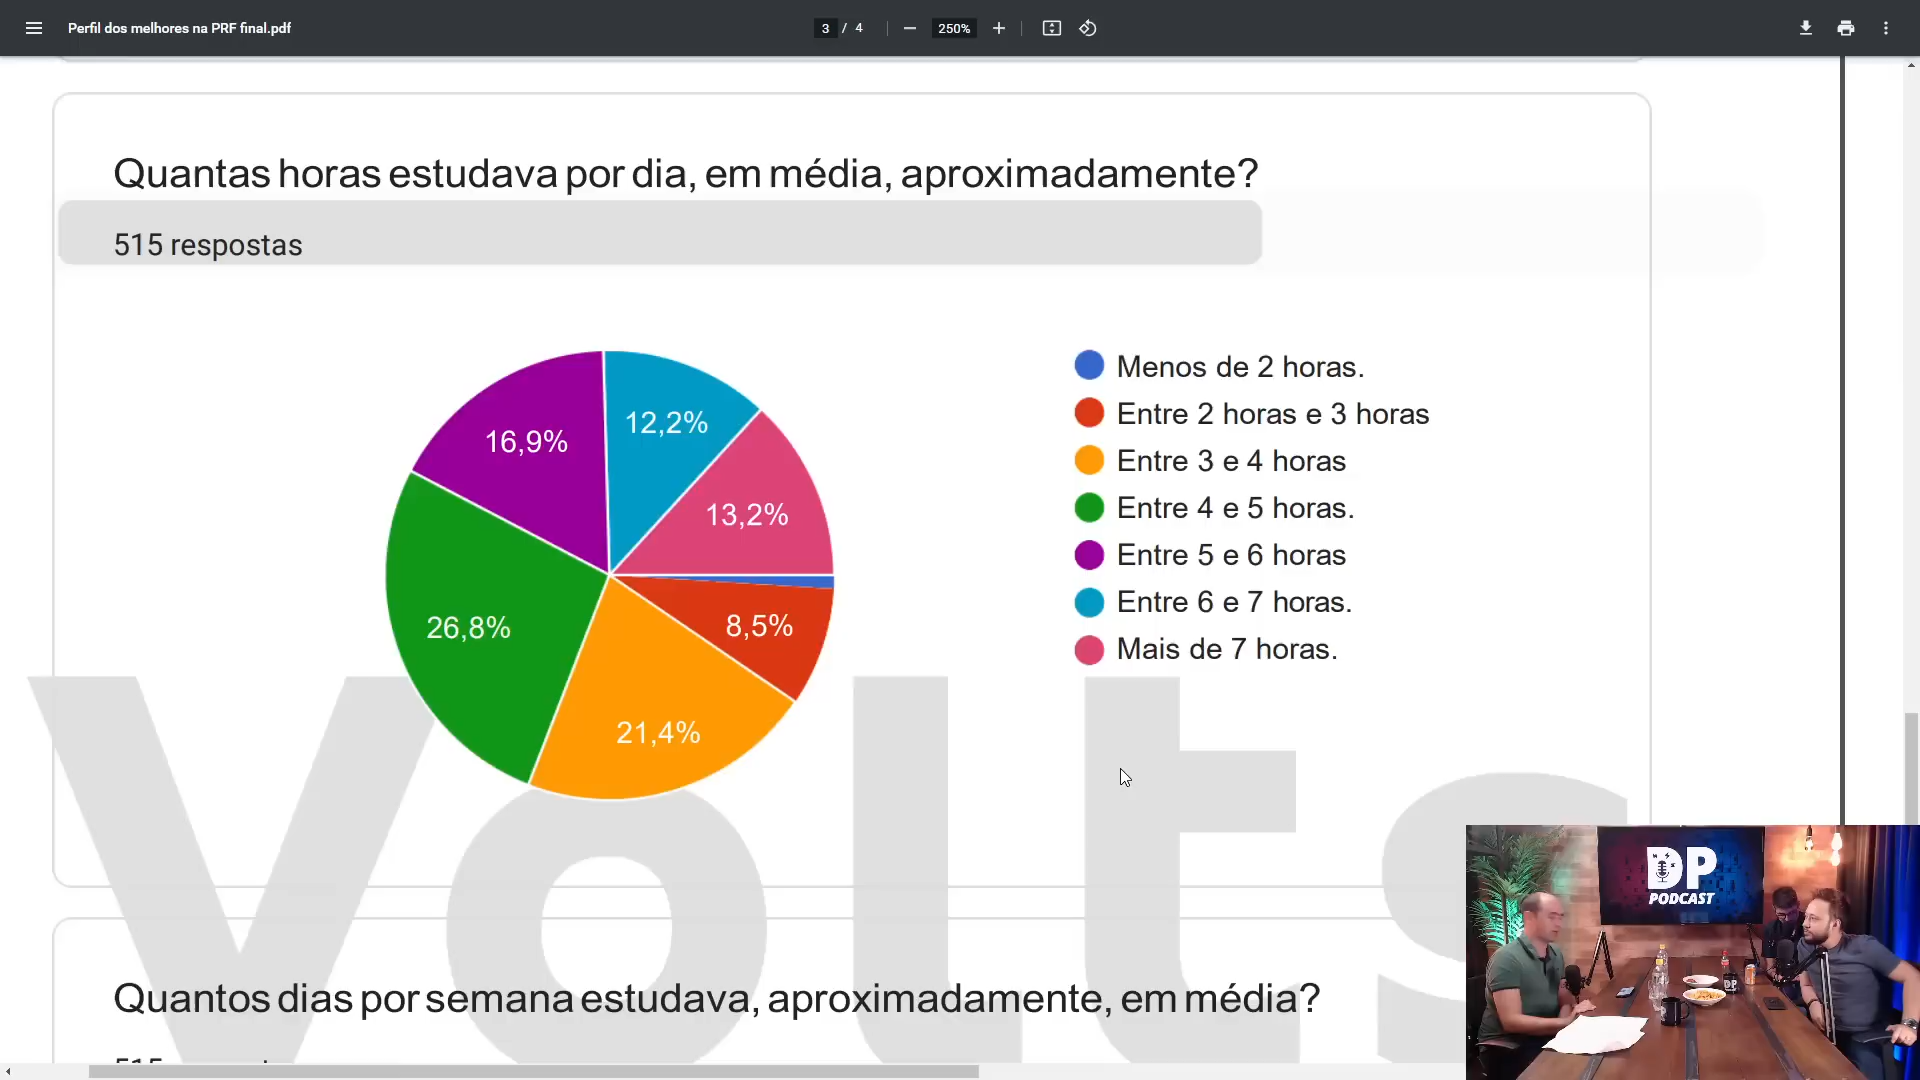 Perfil dos melhores na PRF final.pdf
3 / 4
250%
Quantas horas estudava por dia, em média, aproximadamente?
515 respostas
Menos de 2 horas.
Entre 2 horas e 3 horas
Entre 3 e 4 horas
Entre 4 e 5 horas.
Entre 5 e 6 horas
Entre 6 e 7 horas.
Mais de 7 horas.
16,9%
12,2%
13,2%
26,8%
8,5%
21,4%
Volts
DP
PODCAST
DP
Quantos dias por semana estudava, aproximadamente, em média?